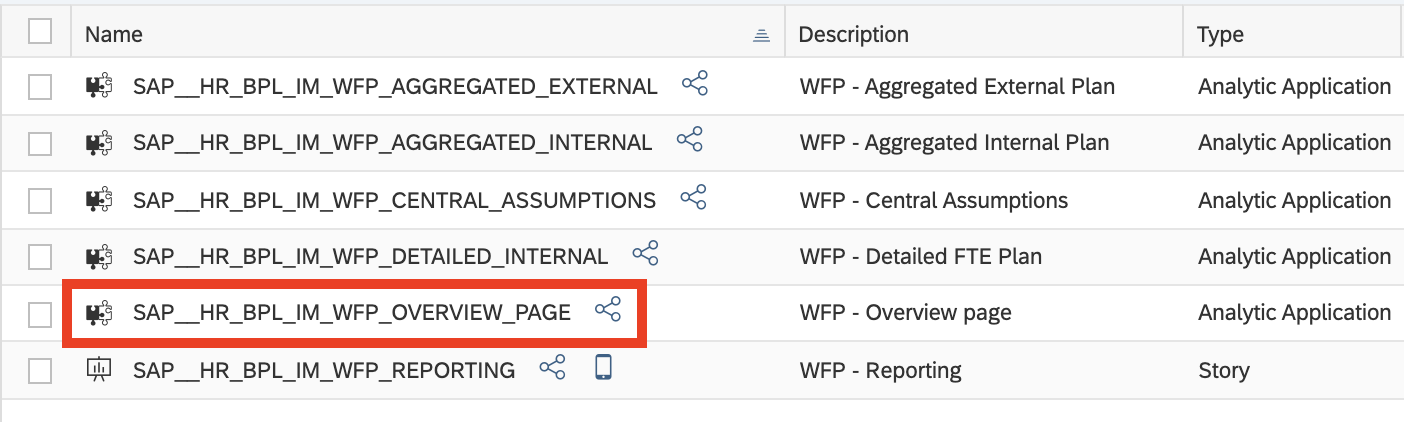 Name Description Type
SAP__HR_BPL_IM_WFP_AGGREGATED_EXTERNAL WFP - Aggregated External Plan Analytic Application
SAP__HR_BPL_IM_WFP_AGGREGATED_INTERNAL WFP - Aggregated Internal Plan Analytic Application
SAP__HR_BPL_IM_WFP_CENTRAL_ASSUMPTIONS WFP - Central Assumptions Analytic Application
SAP__HR_BPL_IM_WFP_DETAILED_INTERNAL WFP - Detailed FTE Plan Analytic Application
SAP__HR_BPL_IM_WFP_OVERVIEW_PAGE WFP - Overview page Analytic Application
SAP__HR_BPL_IM_WFP_REPORTING WFP - Reporting Story